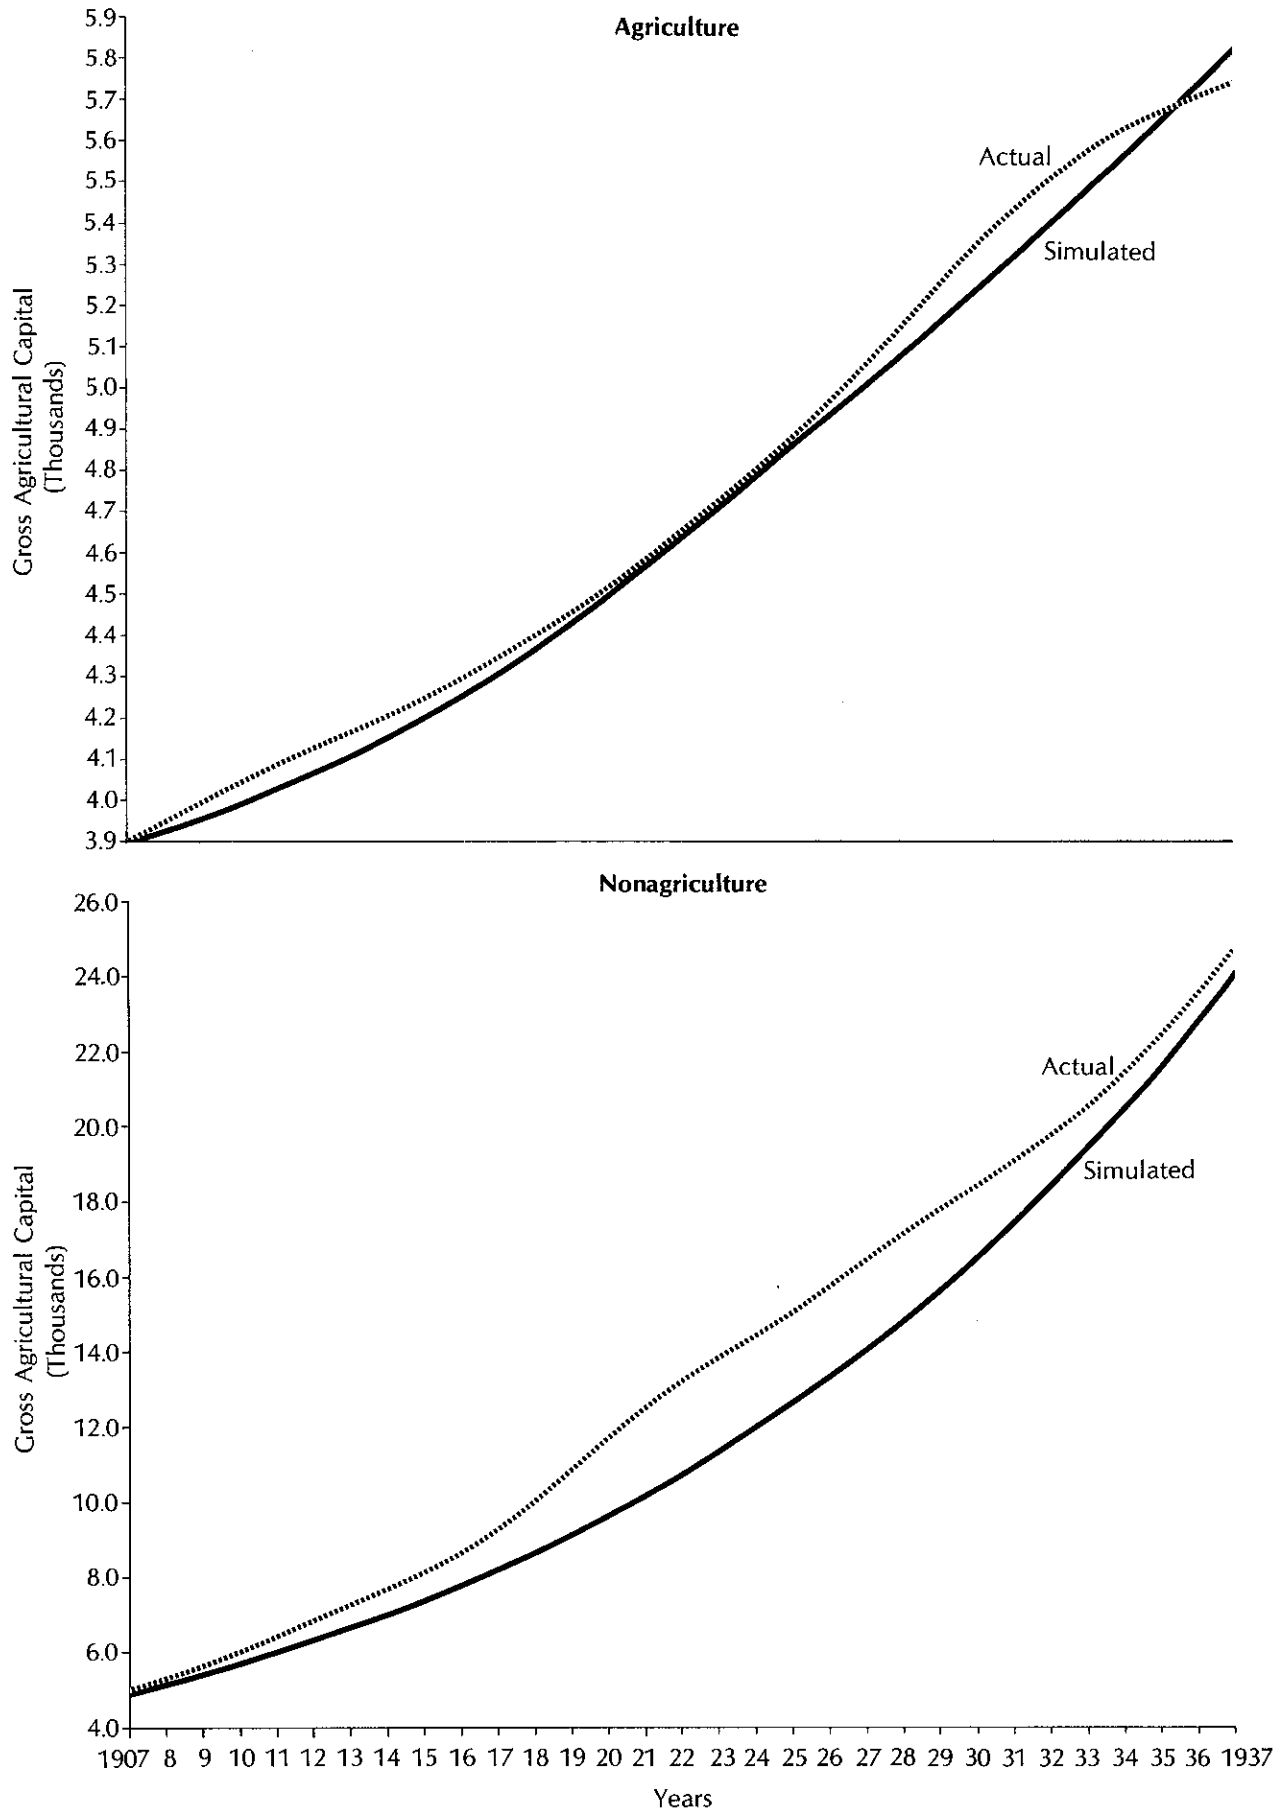 Agriculture
5.9
5.8
5.7
5.6
5.5
5.4
5.3
5.2
5.1
5.0
4.9
4.8
4.7
4.6
4.5
4.4
4.3
4.2
4.1
4.0
3.9
Gross Agricultural Capital
(Thousands)
Actual
Simulated
Nonagriculture
26.0
24.0
22.0
20.0
18.0
16.0
14.0
12.0
10.0
8.0
6.0
4.0
Gross Agricultural Capital
(Thousands)
Actual
Simulated
1907 8 9 10 11 12 13 14 15 16 17 18 19 20 21 22 23 24 25 26 27 28 29 30 31 32 33 34 35 36 1937
Years